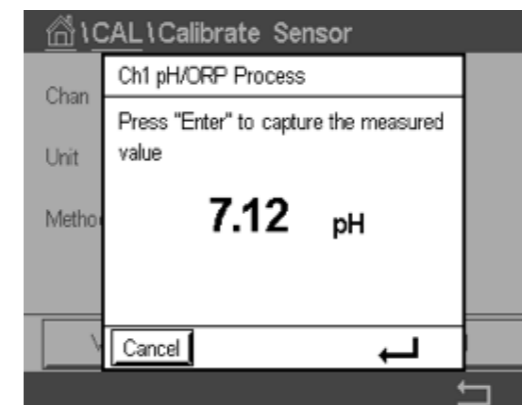 \CAL\Calibrate Sensor
Ch1 pH/ORP Process
Chan
Press "Enter" to capture the measured
value
Unit
7.12 pH
Cancel